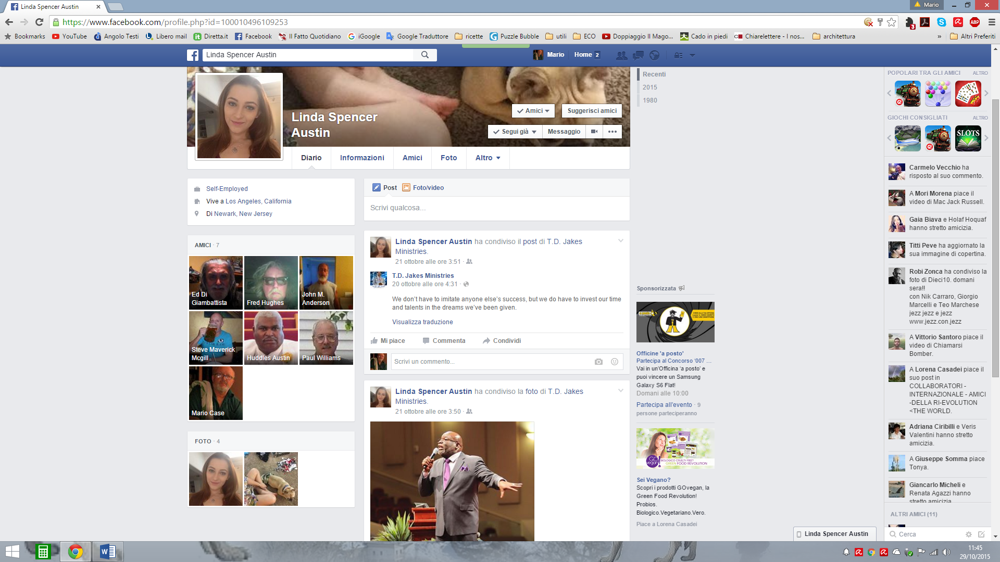 Linda Spencer Austin
Mario
https://www.facebook.com/profile.php?id=100010496109253
3
ABP
Bookmarks
YouTube
Angolo Testi
Libero mail
Diretta.it
Facebook
Il Fatto Quotidiano
iGoogle
Google Traduttore
ricette
Puzzle Bubble
utili
ECO
Doppiaggio Il Mago...
Cado in piedi
Chiarelettere - I nos...
architettura
»
Altri Preferiti
Linda Spencer Austin
Mario
Home 2
Linda Spencer
Austin
Amici
Suggerisci amici
Segui già
Messaggio
Diario
Informazioni
Amici
Foto
Altro
Self-Employed
Vive a Los Angeles, California
Di Newark, New Jersey
AMICI · 7
Ed Di
Giambattista
Fred Hughes
John M.
Anderson
Steve Maverick
Mcgill
Huddles Austin
Paul Williams
Mario Case
FOTO · 4
Post
Foto/video
Scrivi qualcosa...
Linda Spencer Austin ha condiviso il post di T.D. Jakes
Ministries.
21 ottobre alle ore 3:51 ·
T.D. Jakes Ministries
20 ottobre alle ore 4:31 ·
We don’t have to imitate anyone else’s success, but we do have to invest our time
and talents in the dreams we’ve been given.
Visualizza traduzione
Mi piace
Commenta
Condividi
Scrivi un commento...
Linda Spencer Austin ha condiviso la foto di T.D. Jakes
Ministries.
21 ottobre alle ore 3:50 ·
Recenti
2015
1980
Sponsorizzata
Officine 'a posto'
Partecipa al Concorso ‘007 ...
Vai in un’Officina ‘a posto’ e
puoi vincere un Samsung
Galaxy S6 Flat!
Domani alle 10:00
Partecipa all'evento · 9
persone parteciperanno
GO
vegan!
BIOLOGICO CRUELTY FREE?
GREEN FOOD REVOLUTION
Sei Vegano?
Scopri i prodotti GOvegan, la
Green Food Revolution!
Probios.
Biologico.Vegetariano.Vero.
Piace a Lorena Casadei
POPOLARI TRA GLI AMICI
ALTRO
GIOCHI CONSIGLIATI
ALTRO
SLOTS
Carmelo Vecchio ha
risposto al suo commento.
A Mori Morena piace il
video di Mac Jack Russell.
Gaia Biava e Holaf Hoquaf
hanno stretto amicizia.
Titti Peve ha aggiornato la
sua immagine di copertina.
Robi Zonca ha condiviso la
foto di Dieci10. domani
sera!!
con Nik Carraro, Giorgio
Marcelli e Teo Marchese
jezz jezz e jezz
www.jezz.con.jezz
A Vittorio Santoro piace il
video di Chiamarsi
Bomber.
A Lorena Casadei piace il
suo post in
COLLABORATORI -
INTERNAZIONALE - AMICI
-DELLA RI-EVOLUTION
<THE WORLD.
Adriana Ciribilli e Veris
Valentini hanno stretto
amicizia.
A Giuseppe Somma piace
Tonya.
Giancarlo Micheli e
Renata Agazzi hanno
stretto amicizia.
ALTRI AMICI (11)
Linda Spencer Austin
Cerca
11:45
29/10/2015